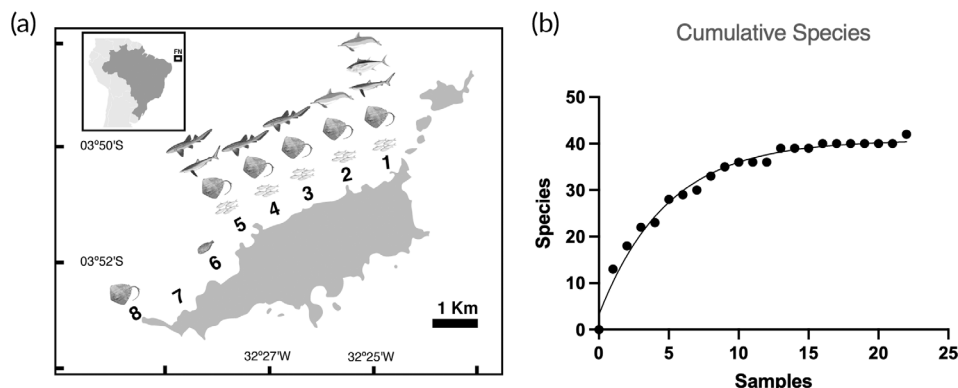 (a)
FN
03°50'S
03°52'S
1
2
3
4
5
6
7
8
1 Km
32°27'W 32°25'W
(b)
Cumulative Species
50
40
30
20
10
0
Species
0 5 10 15 20 25
Samples